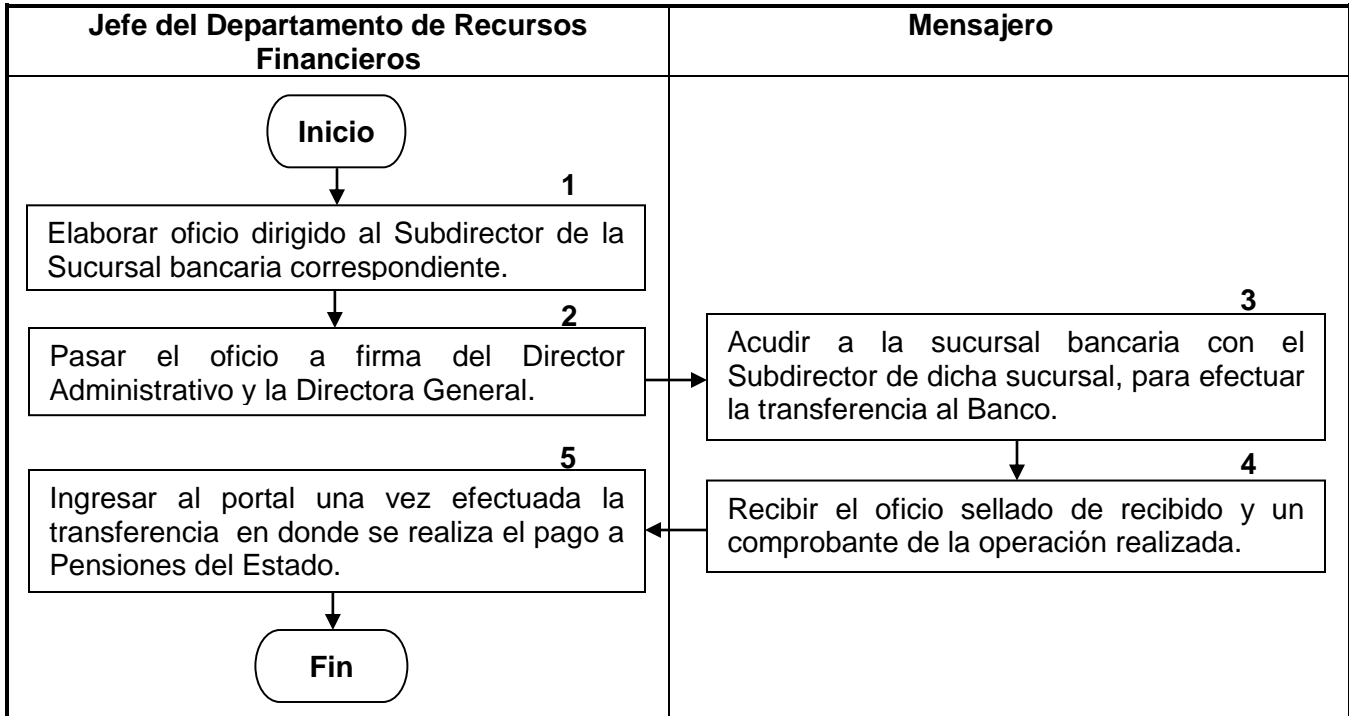 Jefe del Departamento de Recursos
Financieros
Mensajero
Inicio
1
Elaborar oficio dirigido al Subdirector de la
Sucursal bancaria correspondiente.
2
Pasar el oficio a firma del Director
Administrativo y la Directora General.
3
Acudir a la sucursal bancaria con el
Subdirector de dicha sucursal, para efectuar
la transferencia al Banco.
4
Recibir el oficio sellado de recibido y un
comprobante de la operación realizada.
5
Ingresar al portal una vez efectuada la
transferencia en donde se realiza el pago a
Pensiones del Estado.
Fin